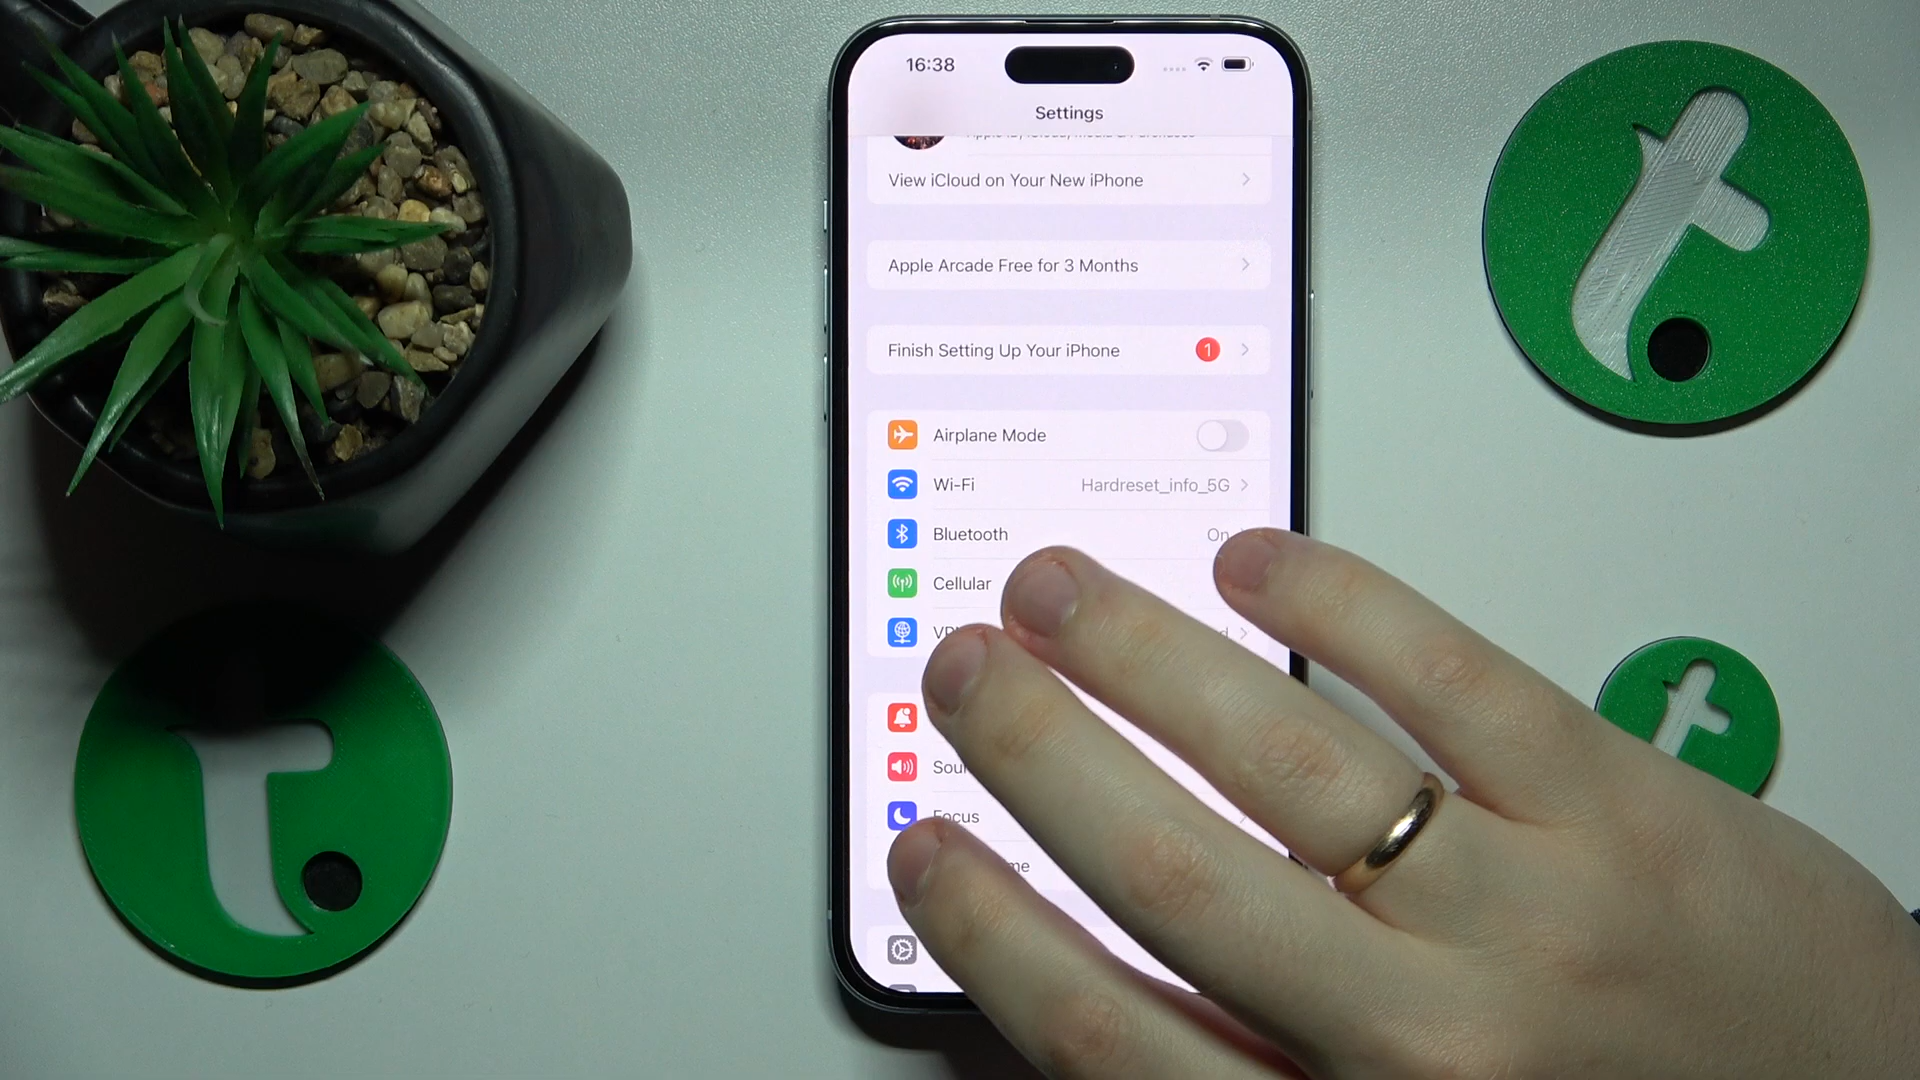 16:38
Settings
View iCloud on Your New iPhone
Apple Arcade Free for 3 Months
Finish Setting Up Your iPhone 1
Airplane Mode
Wi-Fi Hardreset_info_5G
Bluetooth On
Cellular
Focus